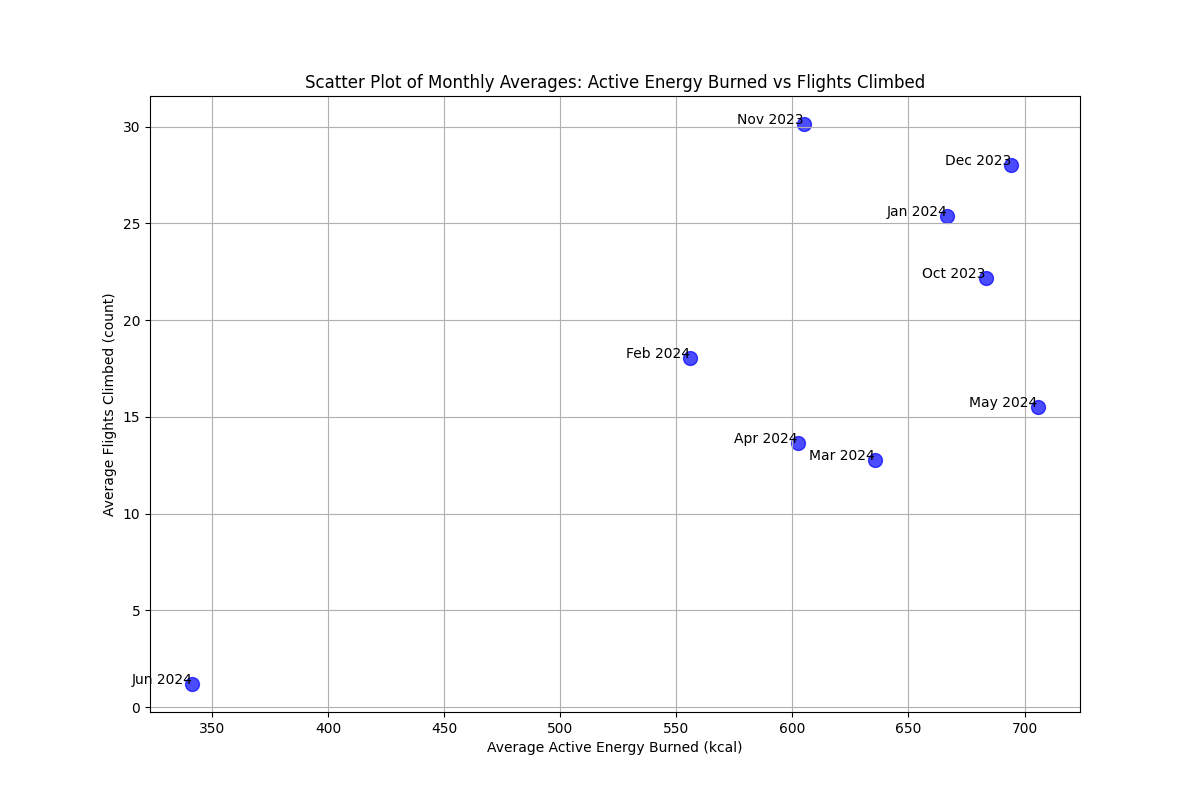 Scatter Plot of Monthly Averages: Active Energy Burned vs Flights Climbed
30
25
20
15
10
5
0
Average Flights Climbed (count)
Nov 2023
Dec 2023
Jan 2024
Oct 2023
Feb 2024
May 2024
Apr 2024
Mar 2024
Jun 2024
350
400
450
500
550
600
650
700
Average Active Energy Burned (kcal)